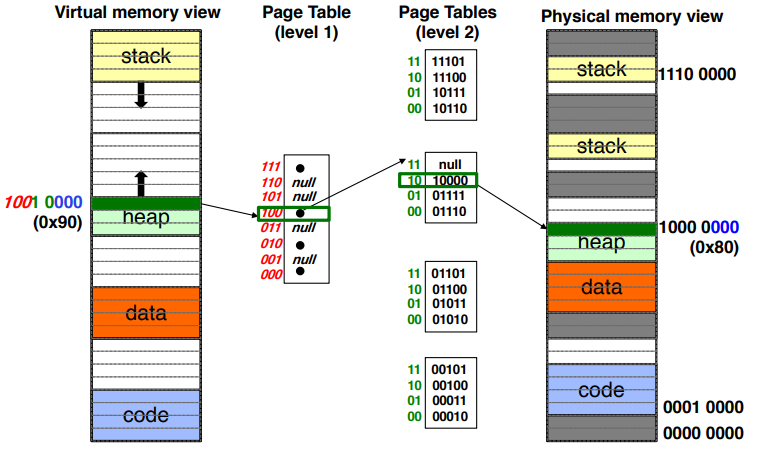 Virtual memory view
Page Table
(level 1)
Page Tables
(level 2)
Physical memory view
stack
1001 0000
(0x90)
heap
data
code
111
110 null
101 null
100
011 null
010
001 null
000
11 11101
10 11100
01 10111
00 10110
11 null
10 10000
01 01111
00 01110
11 01101
10 01100
01 01011
00 01010
11 00101
10 00100
01 00011
00 00010
stack
1110 0000
stack
1000 0000
(0x80)
heap
data
code
0001 0000
0000 0000